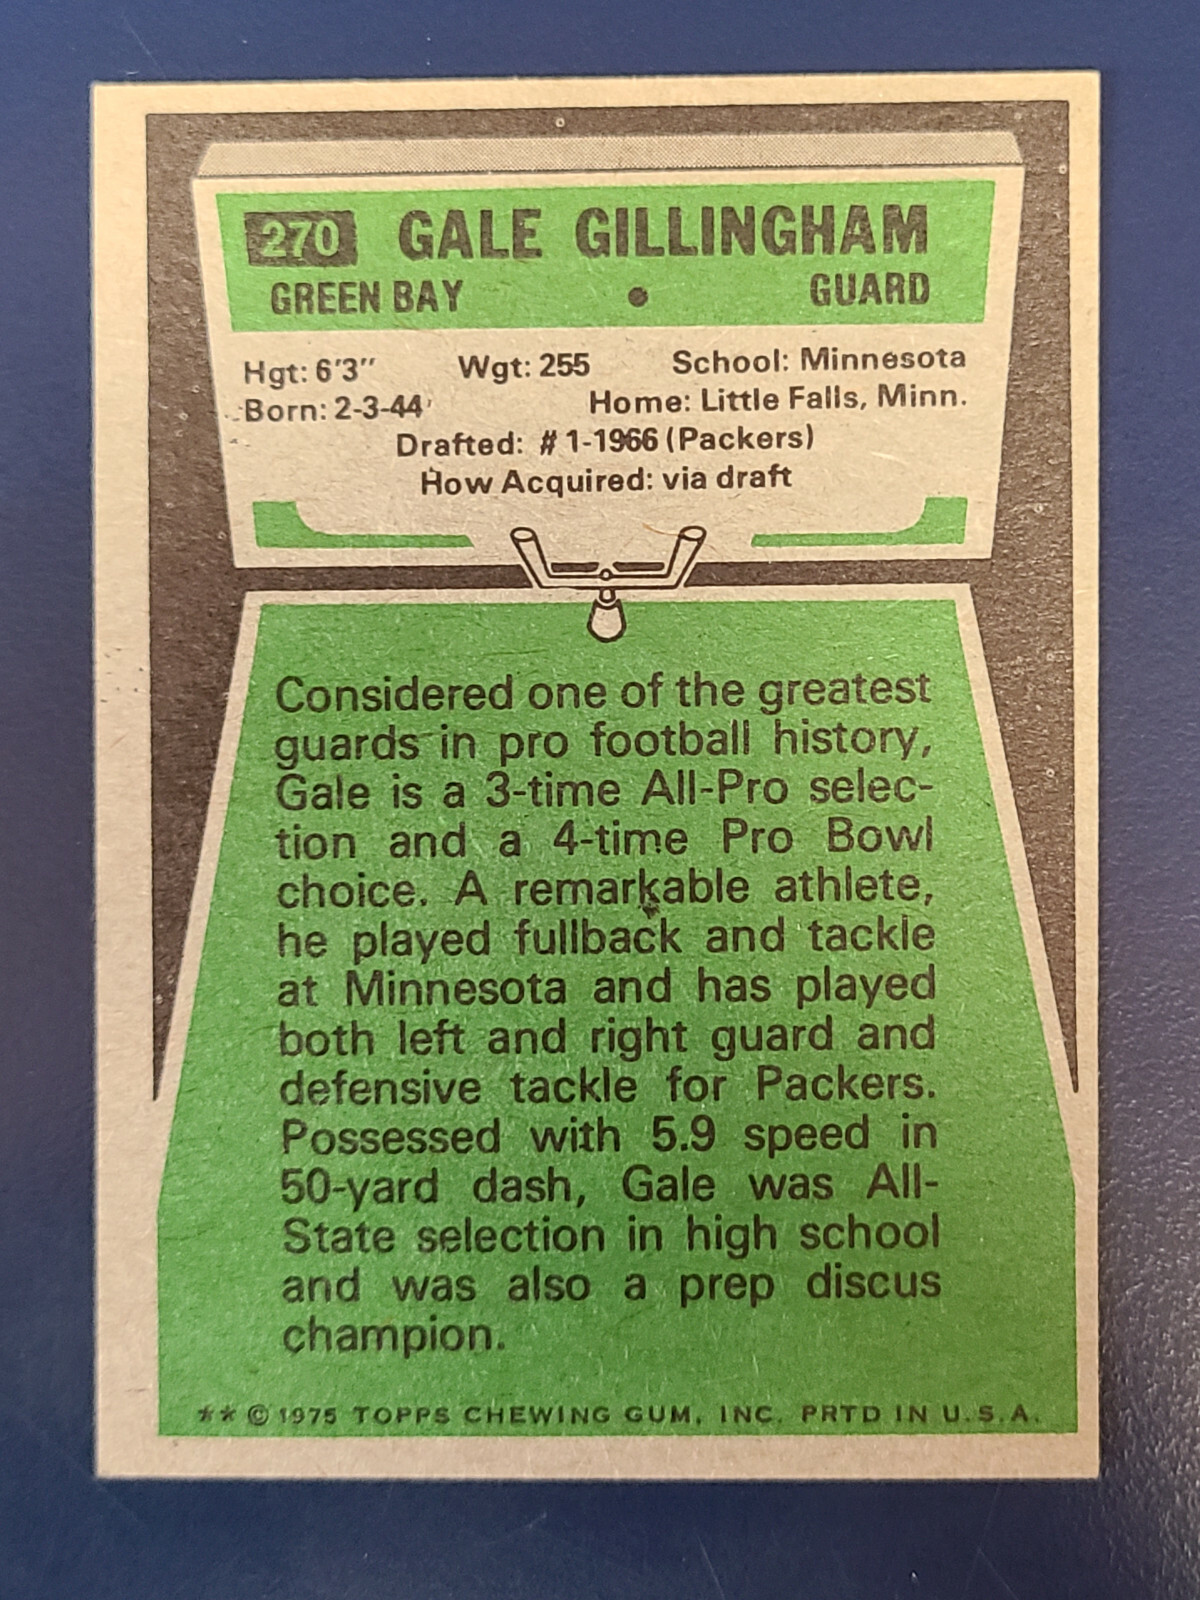 270 GALE GILLINGHAM
GREEN BAY • GUARD
Hgt: 6'3" Wgt: 255 School: Minnesota
Born: 2-3-44 Home: Little Falls, Minn.
Drafted: #1-1966 (Packers)
How Acquired: via draft
Considered one of the greatest
guards in pro football history,
Gale is a 3-time All-Pro selec-
tion and a 4-time Pro Bowl
choice. A remarkable athlete,
he played fullback and tackle
at Minnesota and has played
both left and right guard and
defensive tackle for Packers.
Possessed with 5.9 speed in
50-yard dash, Gale was All-
State selection in high school
and was also a prep discus
champion.
** © 1975 TOPPS CHEWING GUM, INC. PRTD IN U.S.A.